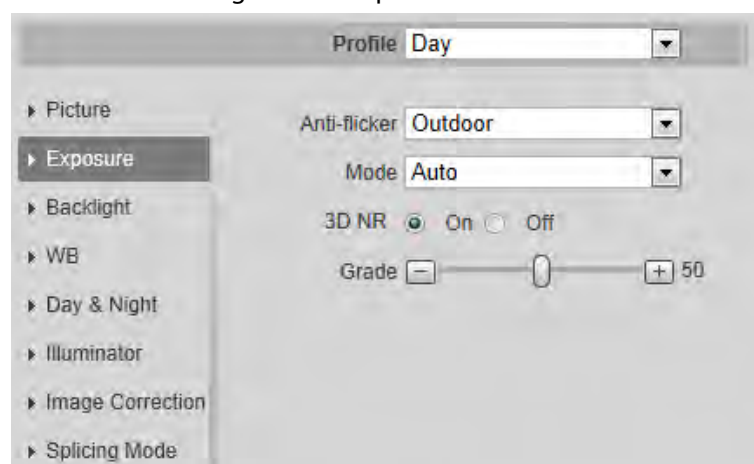 Profile Day
Picture
Exposure
Backlight
WB
Day & Night
Illuminator
Image Correction
Splicing Mode
Anti-flicker Outdoor
Mode Auto
3D NR On Off
Grade 50